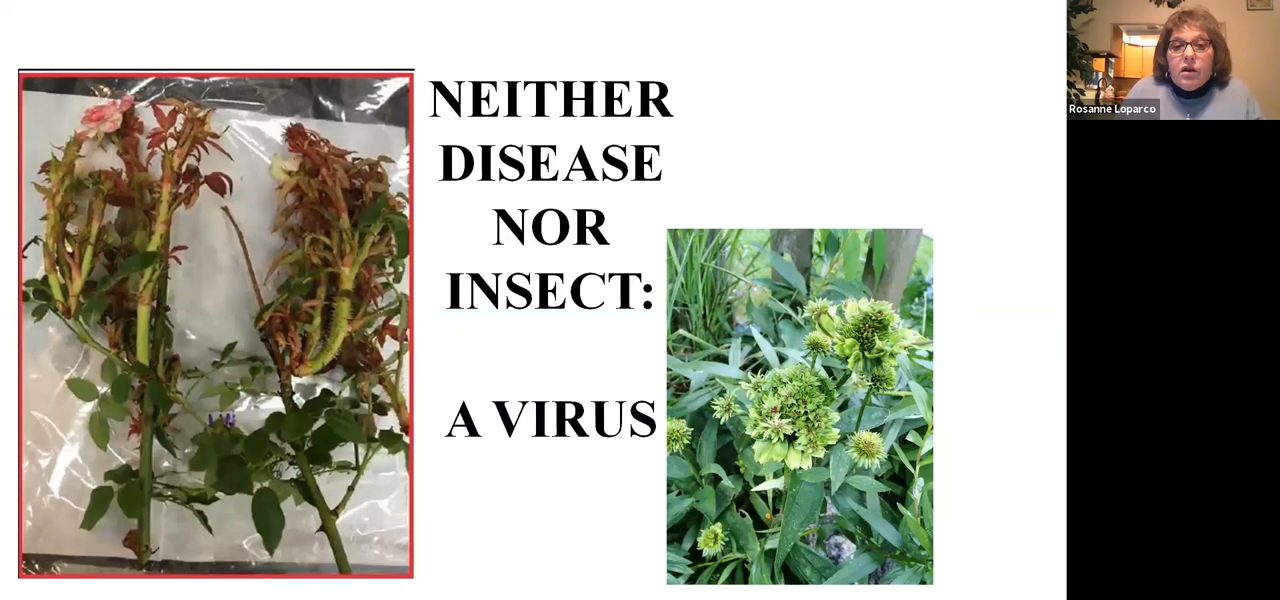 NEITHER
DISEASE
NOR
INSECT:
A VIRUS
Rosanne Loparco